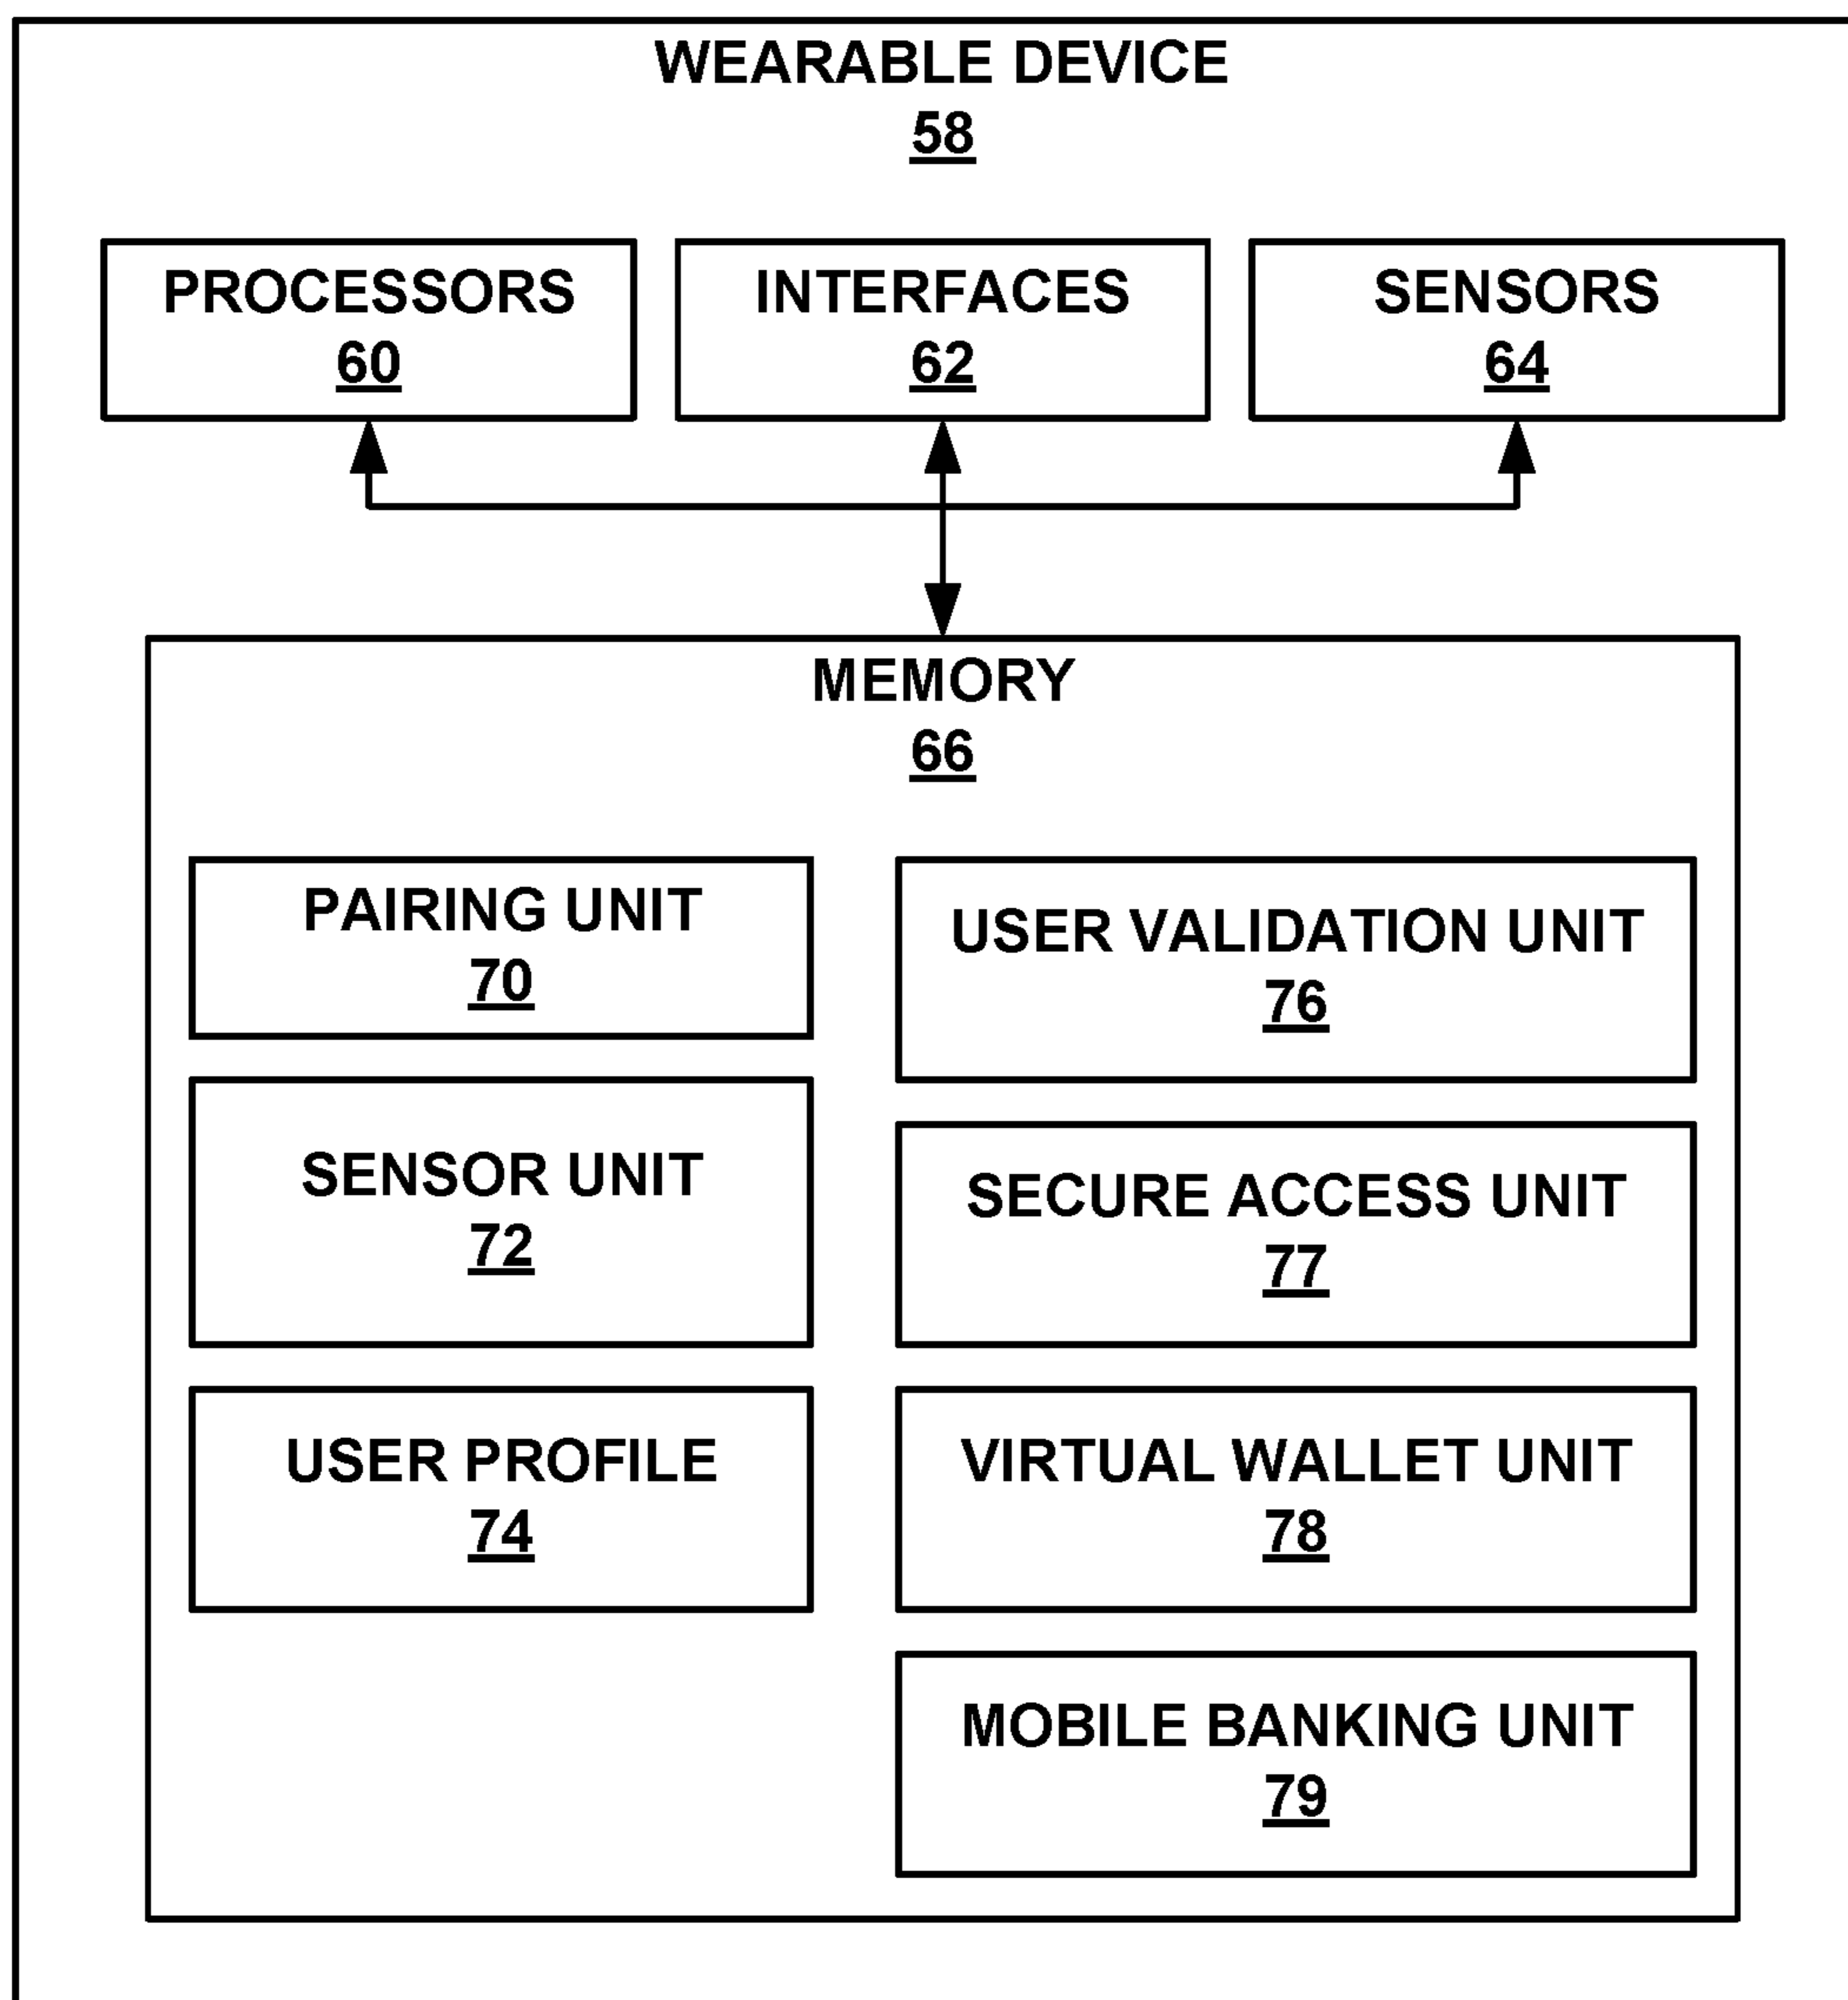 WEARABLE DEVICE
58
PROCESSORS
60
INTERFACES
62
SENSORS
64
MEMORY
66
PAIRING UNIT
70
SENSOR UNIT
72
USER PROFILE
74
USER VALIDATION UNIT
76
SECURE ACCESS UNIT
77
VIRTUAL WALLET UNIT
78
MOBILE BANKING UNIT
79